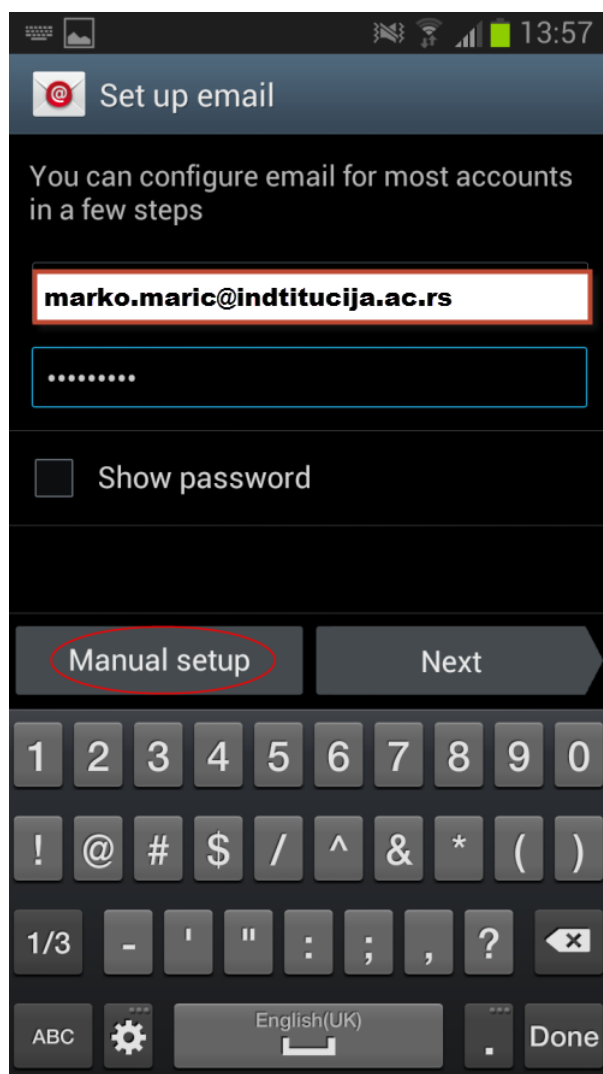 13:57
Set up email
You can configure email for most accounts
in a few steps
marko.maric@indtitucija.ac.rs
•••••••••
Show password
Manual setup Next
1 2 3 4 5 6 7 8 9 0
! @ # $ / ^ & * ( )
1/3 - ' " : ; , ?
ABC English(UK) . Done